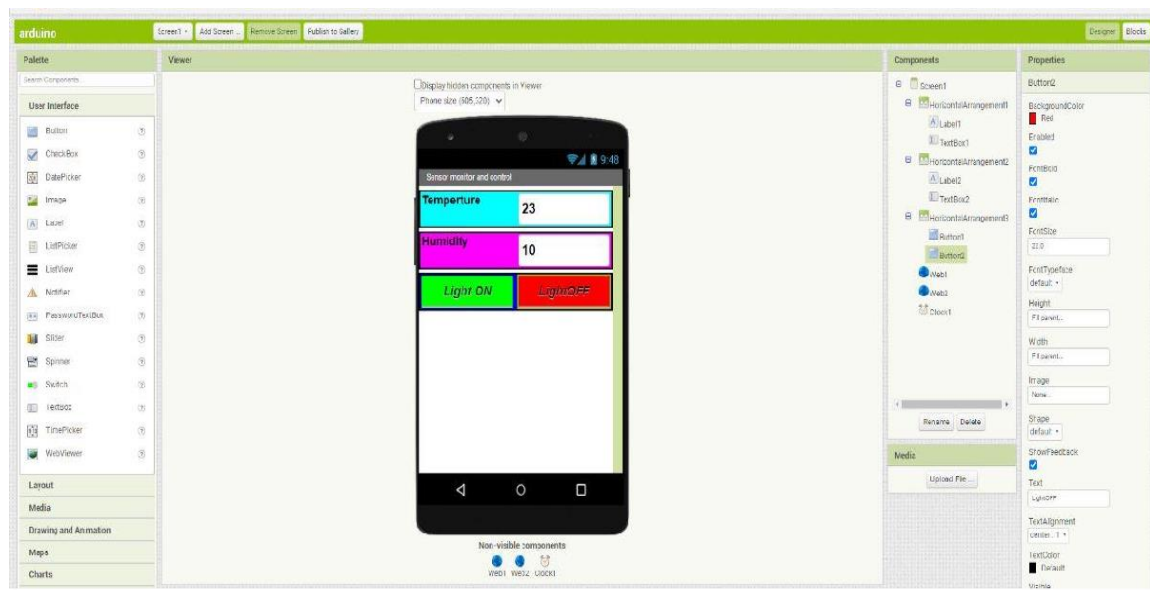 arduino
Screen1
Add Screen ...
Remove Screen
Publish to Gallery
Designer
Blocks
Palette
Search Components...
User Interface
Button
CheckBox
DatePicker
Image
Label
ListPicker
ListView
Notifier
PasswordTextBox
Slider
Spinner
Switch
TextBox
TimePicker
WebViewer
Layout
Media
Drawing and Animation
Maps
Charts
Viewer
Display hidden components in Viewer
Phone size (505,320)
9:48
Sensor monitor and control
Temperture
23
Humidity
10
Light ON
LightOFF
Non-visible components
Web1
Web2
Clock1
Components
Screen1
HorizontalArrangement1
Label1
TextBox1
HorizontalArrangement2
Label2
TextBox2
HorizontalArrangement3
Button1
Button2
Web1
Web2
Clock1
Rename
Delete
Media
Upload File ...
Properties
Button2
BackgroundColor
Red
Enabled
FontBold
FontItalic
FontSize
FontTypeface
default
Height
Fill parent...
Width
Fill parent...
Image
None...
Shape
default
ShowFeedback
Text
LightOFF
TextAlignment
center : 1
TextColor
Default
Visible